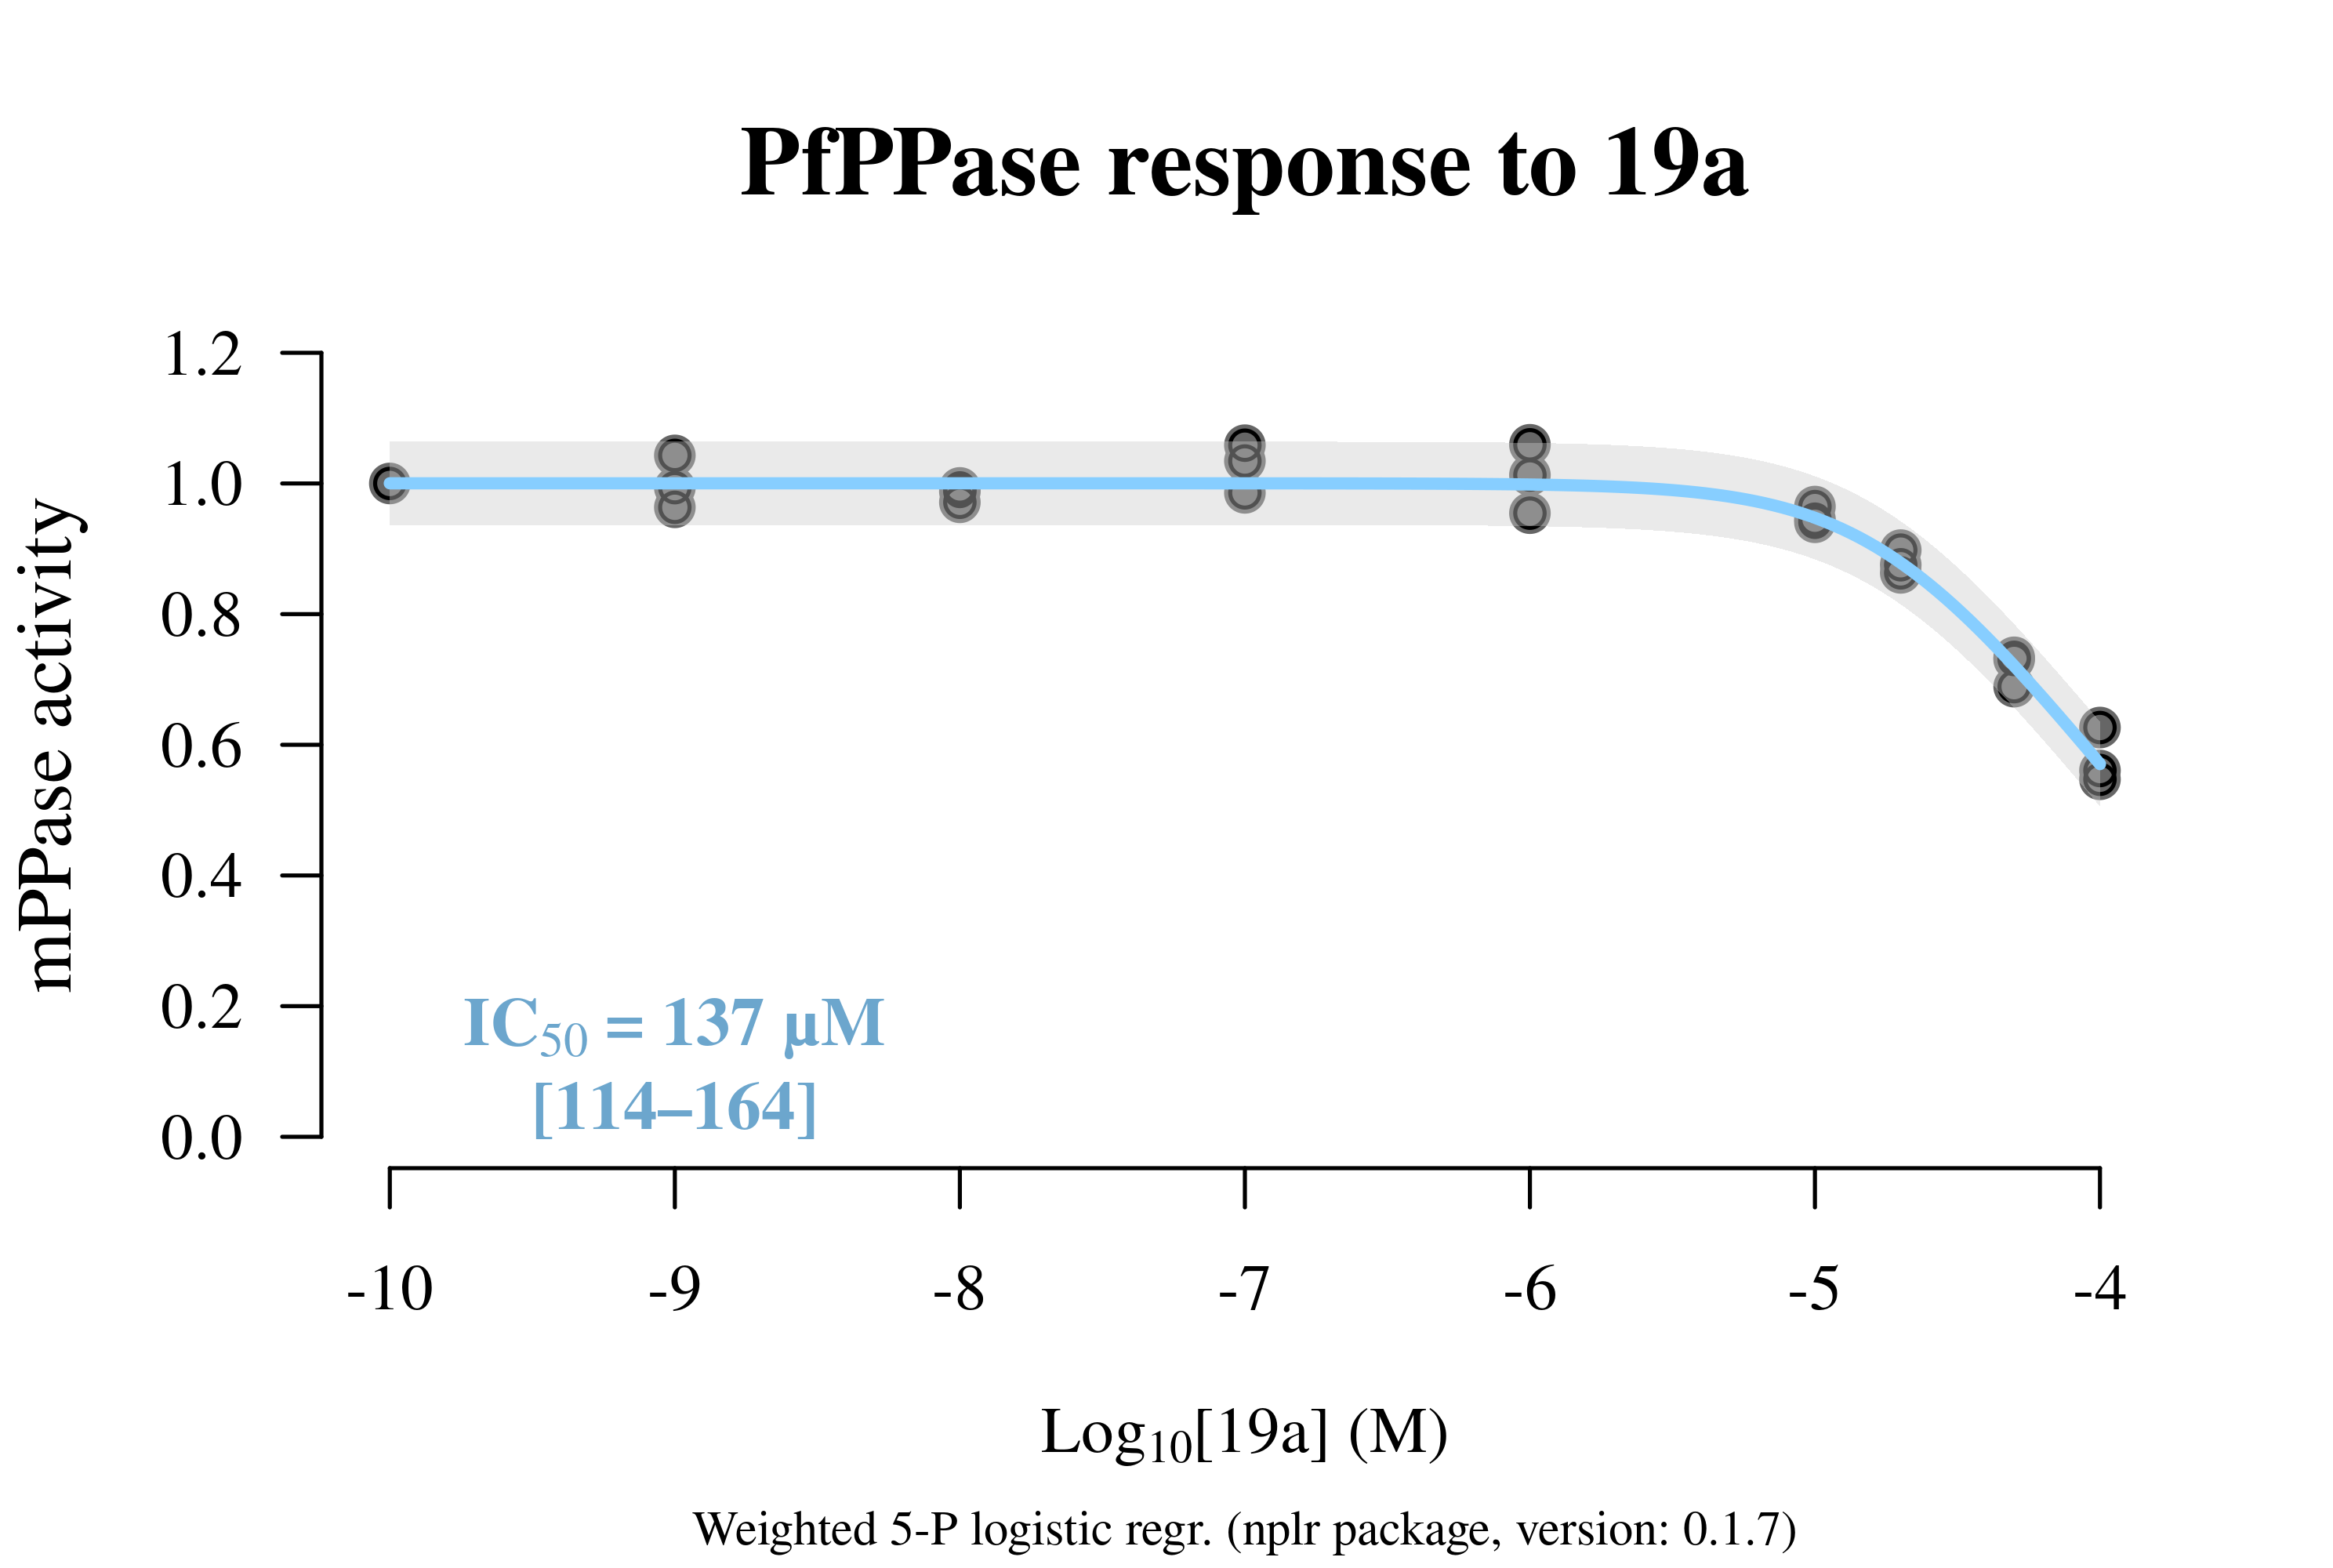 PfPPase response to 19a
mPPase activity
1.2
1.0
0.8
0.6
0.4
0.2
0.0
IC50 = 137 µM
[114–164]
-10 -9 -8 -7 -6 -5 -4
Log10[19a] (M)
Weighted 5-P logistic regr. (nplr package, version: 0.1.7)